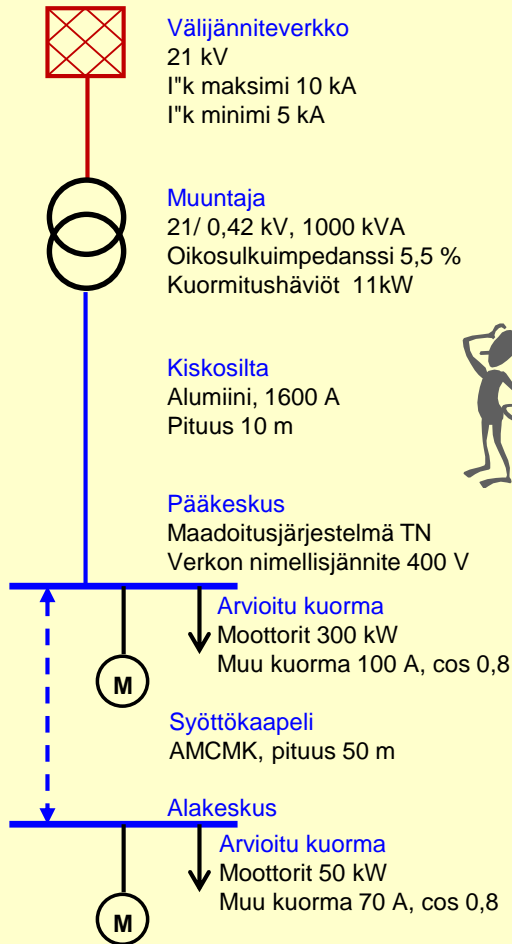 Välijänniteverkko
21 kV
I"k maksimi 10 kA
I"k minimi 5 kA
Muuntaja
21/ 0,42 kV, 1000 kVA
Oikosulkuimpedanssi 5,5 %
Kuormitushäviöt 11kW
Kiskosilta
Alumiini, 1600 A
Pituus 10 m
Pääkeskus
Maadoitusjärjestelmä TN
Verkon nimellisjännite 400 V
Arvioitu kuorma
Moottorit 300 kW
Muu kuorma 100 A, cos 0,8
M
Syöttökaapeli
AMCMK, pituus 50 m
Alakeskus
Arvioitu kuorma
Moottorit 50 kW
Muu kuorma 70 A, cos 0,8
M